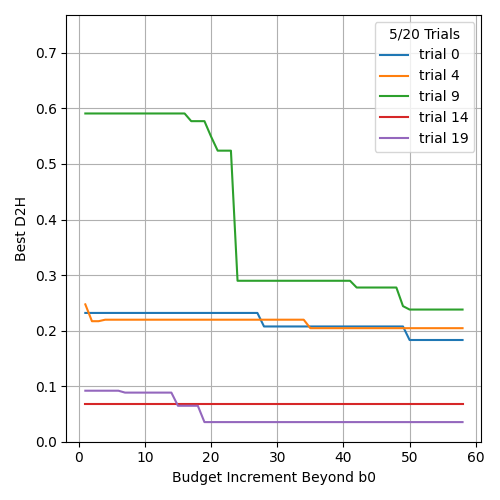 5/20 Trials
trial 0
trial 4
trial 9
trial 14
trial 19
Best D2H
0.7
0.6
0.5
0.4
0.3
0.2
0.1
0.0
0 10 20 30 40 50 60
Budget Increment Beyond b0